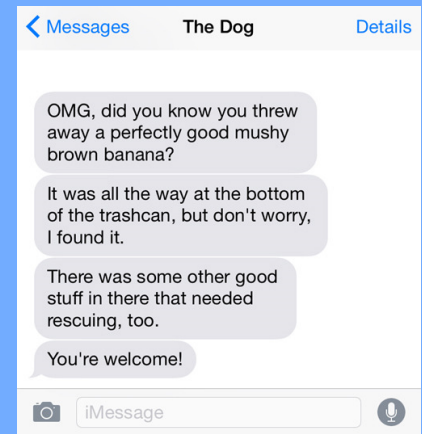 Messages The Dog Details
OMG, did you know you threw
away a perfectly good mushy
brown banana?
It was all the way at the bottom
of the trashcan, but don't worry,
I found it.
There was some other good
stuff in there that needed
rescuing, too.
You're welcome!
iMessage